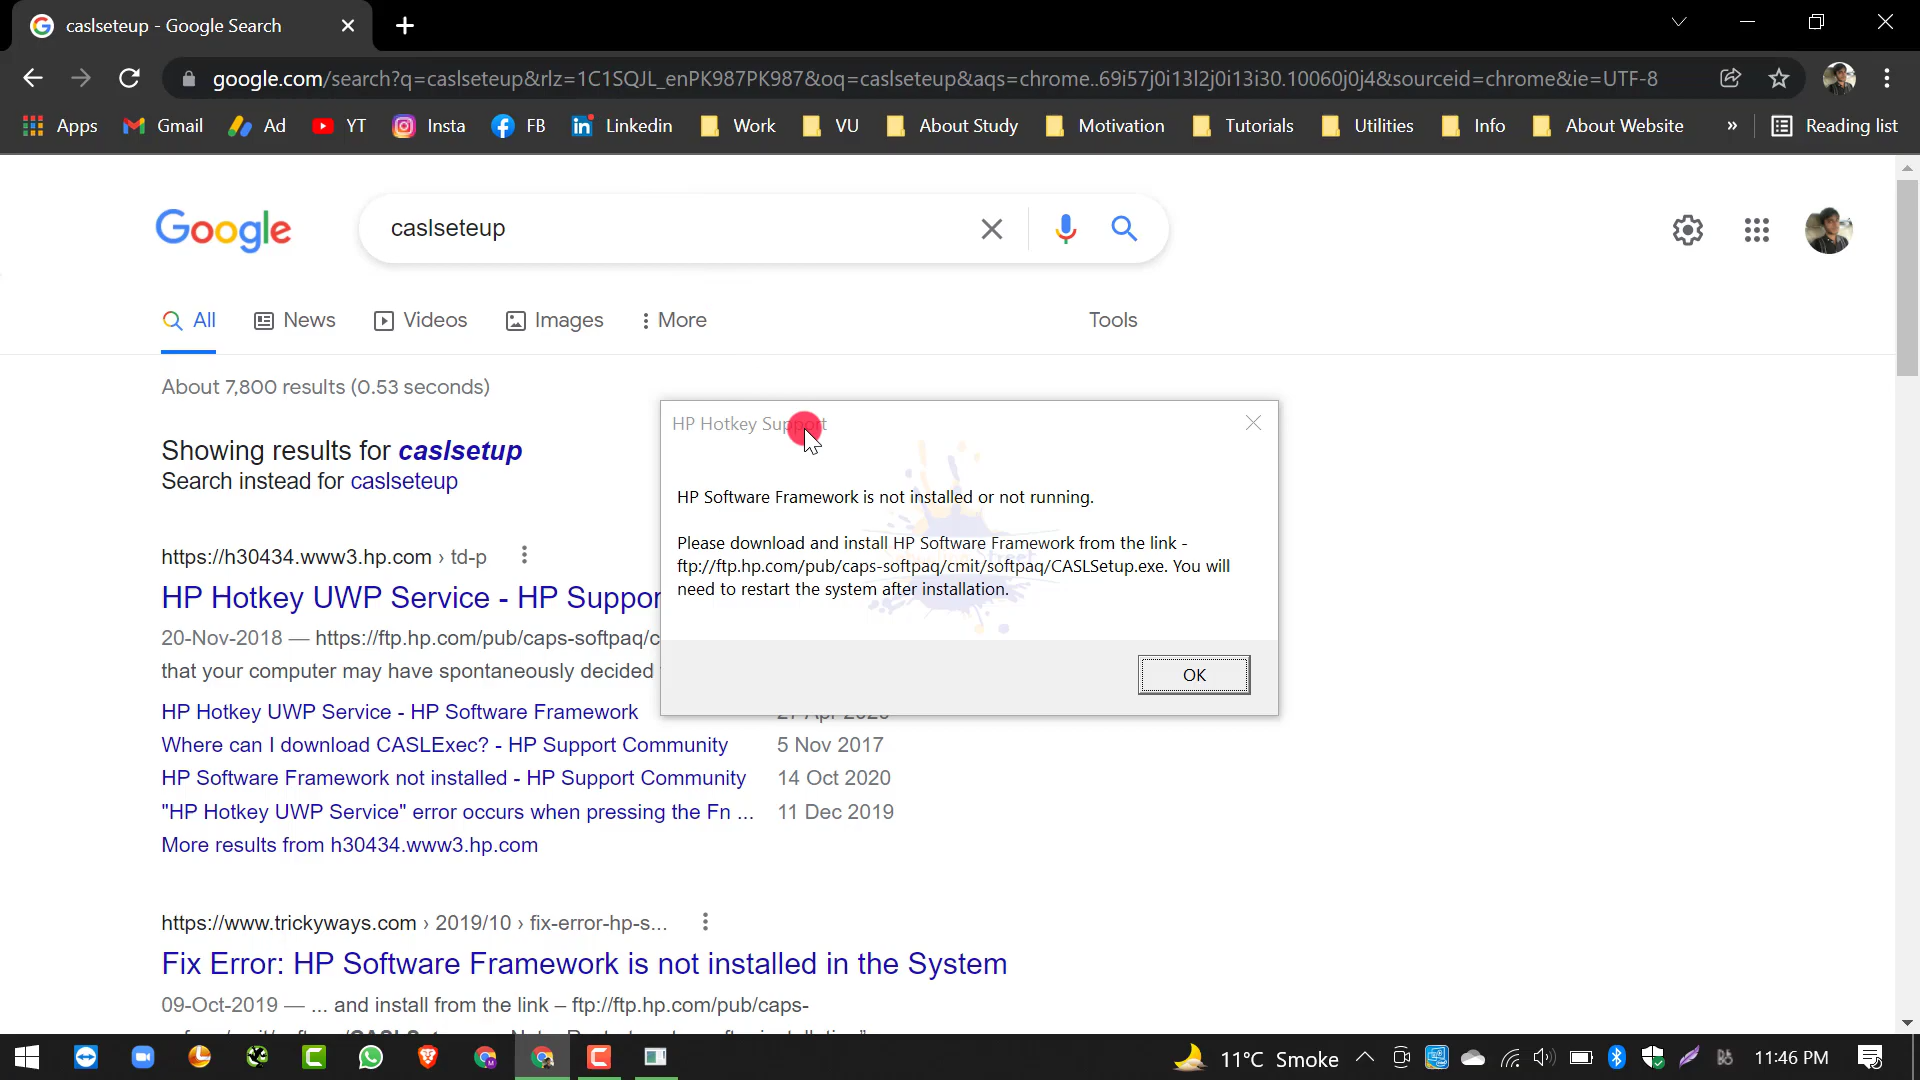 caslseteup - Google Search
google.com/search?q=caslseteup&rlz=1C1SQJL_enPK987PK987&oq=caslseteup&aqs=chrome..69i57j0i13l2j0i13i30.10060j0j4&sourceid=chrome&ie=UTF-8
Apps Gmail Ad YT Insta FB Linkedin Work VU About Study Motivation Tutorials Utilities Info About Website » Reading list
Google
caslseteup
All News Videos Images More Tools
About 7,800 results (0.53 seconds)
Showing results for caslsetup
Search instead for caslseteup
https://h30434.www3.hp.com › td-p
HP Hotkey UWP Service - HP Suppor
20-Nov-2018 — https://ftp.hp.com/pub/caps-softpaq/c
that your computer may have spontaneously decided
HP Hotkey UWP Service - HP Software Framework
Where can I download CASLExec? - HP Support Community 5 Nov 2017
HP Software Framework not installed - HP Support Community 14 Oct 2020
"HP Hotkey UWP Service" error occurs when pressing the Fn ... 11 Dec 2019
More results from h30434.www3.hp.com
https://www.trickyways.com › 2019/10 › fix-error-hp-s...
Fix Error: HP Software Framework is not installed in the System
09-Oct-2019 — ... and install from the link – ftp://ftp.hp.com/pub/caps-
HP Hotkey Support
HP Software Framework is not installed or not running.
Please download and install HP Software Framework from the link -
ftp://ftp.hp.com/pub/caps-softpaq/cmit/softpaq/CASLSetup.exe. You will
need to restart the system after installation.
OK
11°C Smoke 11:46 PM